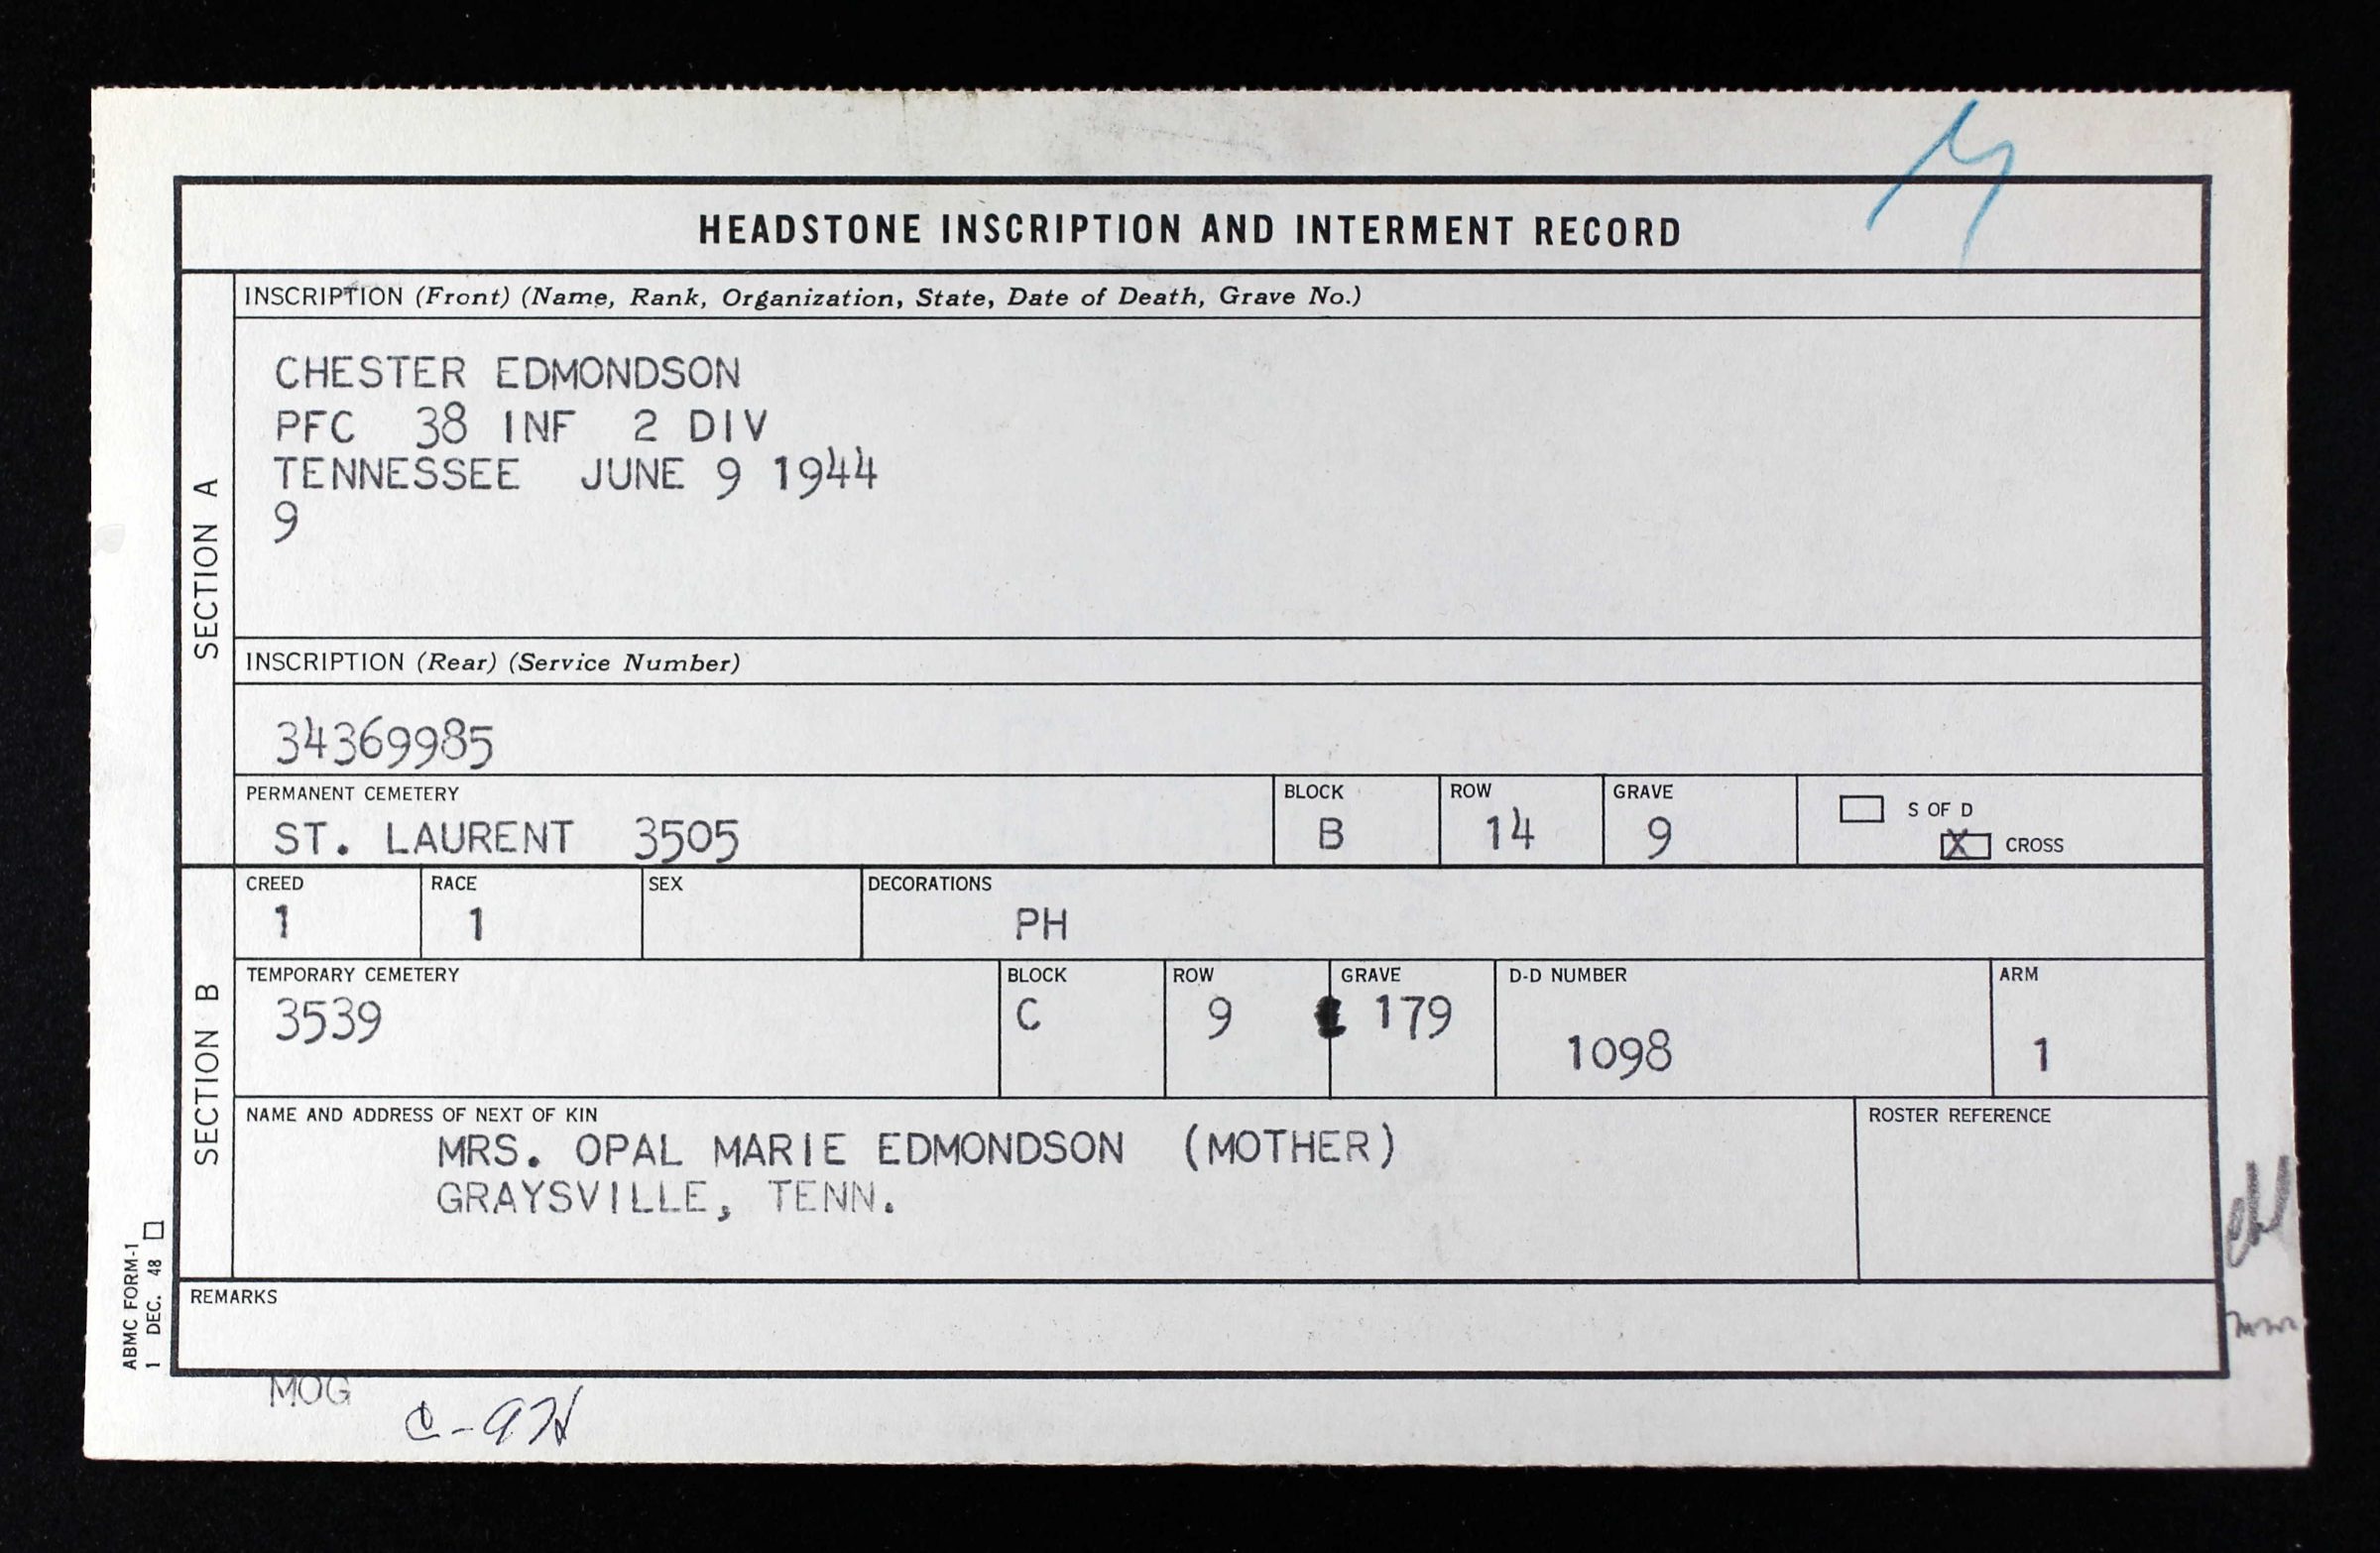 HEADSTONE INSCRIPTION AND INTERMENT RECORD
SECTION A
INSCRIPTION (Front) (Name, Rank, Organization, State, Date of Death, Grave No.)
CHESTER EDMONDSON
PFC 38 INF 2 DIV
TENNESSEE JUNE 9 1944
9
INSCRIPTION (Rear) (Service Number)
34369985
PERMANENT CEMETERY BLOCK ROW GRAVE
ST. LAURENT 3505 B 14 9
S OF D
X CROSS
SECTION B
CREED RACE SEX DECORATIONS
1 1 PH
TEMPORARY CEMETERY BLOCK ROW GRAVE D-D NUMBER ARM
3539 C 9 179 1098 1
NAME AND ADDRESS OF NEXT OF KIN ROSTER REFERENCE
MRS. OPAL MARIE EDMONDSON (MOTHER)
GRAYSVILLE, TENN.
REMARKS
ABMC FORM-1
1 DEC. 48
MOG